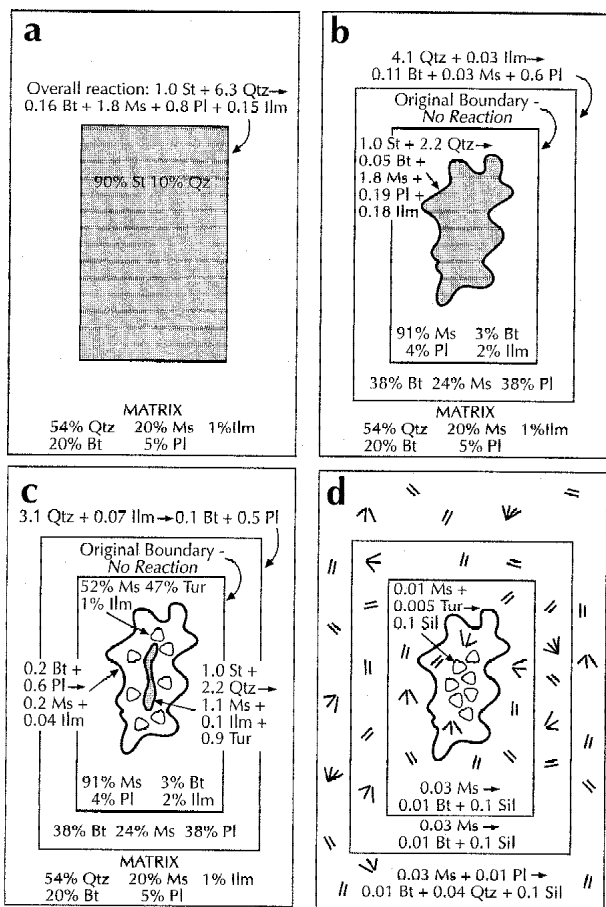 a
Overall reaction: 1.0 St + 6.3 Qtz→
0.16 Bt + 1.8 Ms + 0.8 Pl + 0.15 Ilm
90% St 10% Qz
MATRIX
54% Qtz 20% Ms 1%Ilm
20% Bt 5% Pl
b
4.1 Qtz + 0.03 Ilm→
0.11 Bt + 0.03 Ms + 0.6 Pl
Original Boundary -
No Reaction
1.0 St + 2.2 Qtz→
0.05 Bt +
1.8 Ms +
0.19 Pl +
0.18 Ilm
91% Ms 3% Bt
4% Pl 2% Ilm
38% Bt 24% Ms 38% Pl
MATRIX
54% Qtz 20% Ms 1%Ilm
20% Bt 5% Pl
c
3.1 Qtz + 0.07 Ilm→0.1 Bt + 0.5 Pl
Original Boundary -
No Reaction
52% Ms 47% Tur
1% Ilm
0.2 Bt +
0.6 Pl→
0.2 Ms +
0.04 Ilm
1.0 St +
2.2 Qtz→
1.1 Ms +
0.1 Ilm +
0.9 Tur
91% Ms 3% Bt
4% Pl 2% Ilm
38% Bt 24% Ms 38% Pl
MATRIX
54% Qtz 20% Ms 1% Ilm
20% Bt 5% Pl
d
0.01 Ms +
0.005 Tur→
0.1 Sil
0.03 Ms→
0.01 Bt + 0.1 Sil
0.03 Ms→
0.01 Bt + 0.1 Sil
0.03 Ms + 0.01 Pl→
0.01 Bt + 0.04 Qtz + 0.1 Sil